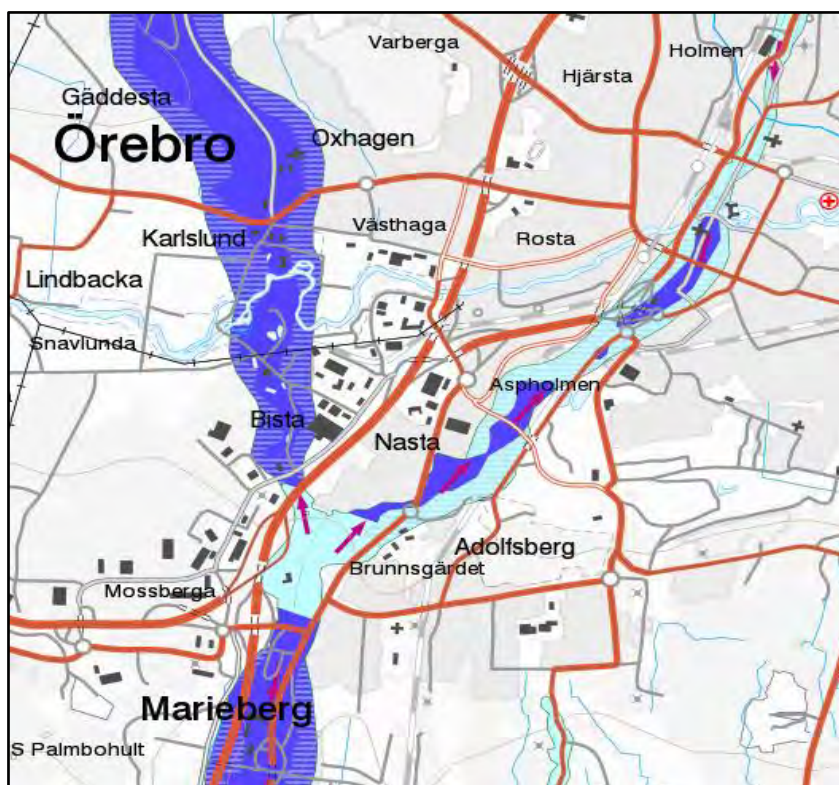 Varberga
Holmen
Hjärsta
Gäddesta
Örebro
Oxhagen
Västhaga
Karlslund
Rosta
Lindbacka
Snavlunda
Aspholmen
Bista
Nasta
Adolfsberg
Brunnsgärdet
Mossberga
Marieberg
S Palmbohult